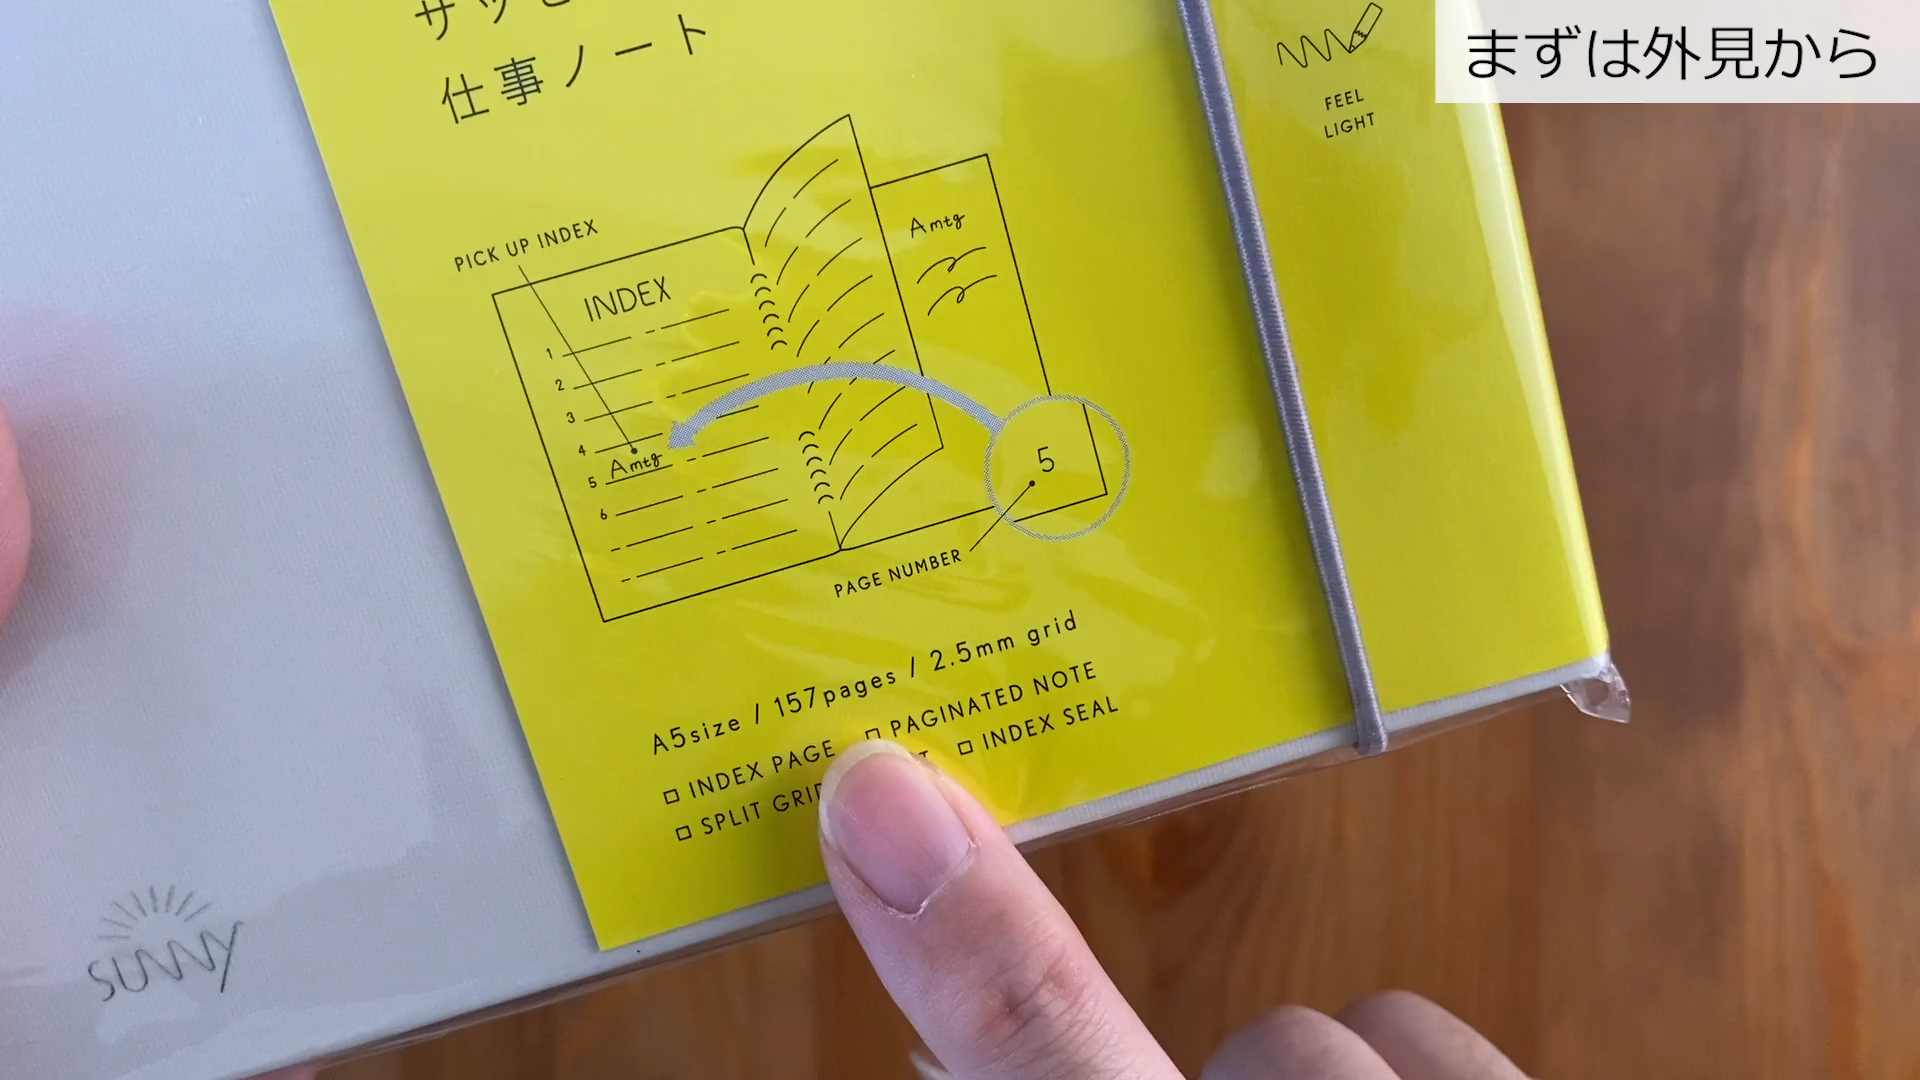 まずは外見から
仕事ノート
FEEL
LIGHT
PICK UP INDEX
INDEX
Amtg
1
2
3
4
5 Amtg
6
5
PAGE NUMBER
A5size / 157pages / 2.5mm grid
□ INDEX PAGE □ PAGINATED NOTE
□ SPLIT GRID □ INDEX SEAL
SUNNY